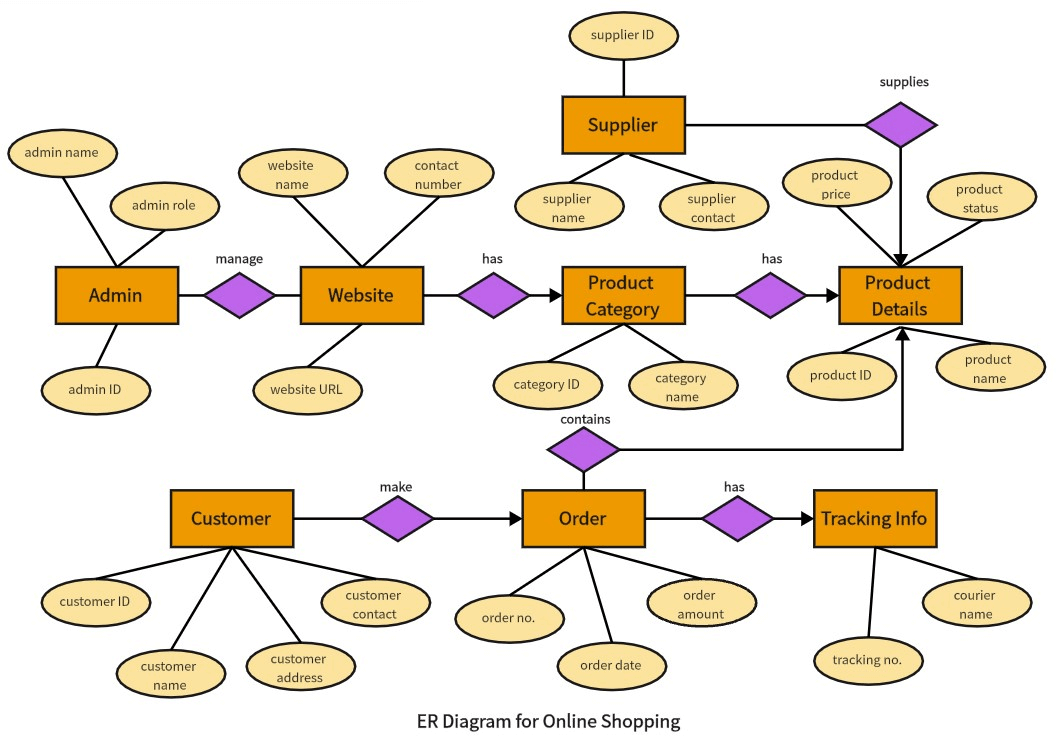 supplier ID
supplies
Supplier
admin name
website
name
contact
number
product
price
product
status
admin role
supplier
name
supplier
contact
manage
has
has
Admin
Website
Product
Category
Product
Details
admin ID
website URL
category ID
category
name
product ID
product
name
contains
make
has
Customer
Order
Tracking Info
customer ID
customer
contact
order no.
order
amount
courier
name
customer
name
customer
address
order date
tracking no.
ER Diagram for Online Shopping